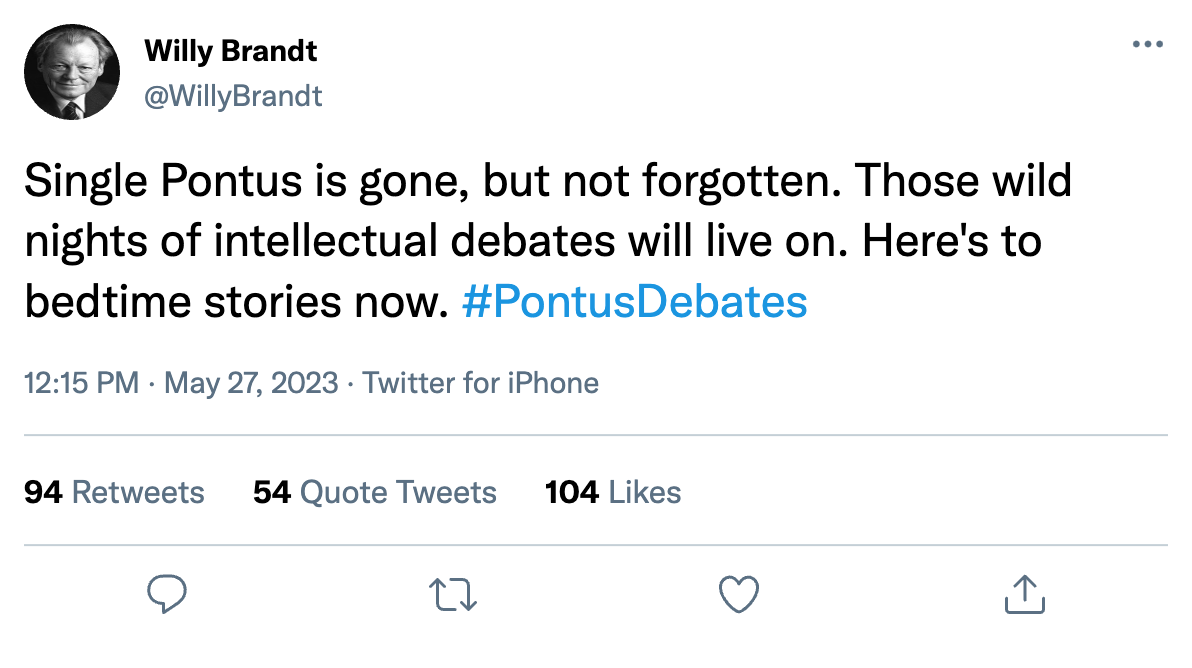 Willy Brandt
@WillyBrandt
Single Pontus is gone, but not forgotten. Those wild
nights of intellectual debates will live on. Here's to
bedtime stories now. #PontusDebates
12:15 PM · May 27, 2023 · Twitter for iPhone
94 Retweets 54 Quote Tweets 104 Likes